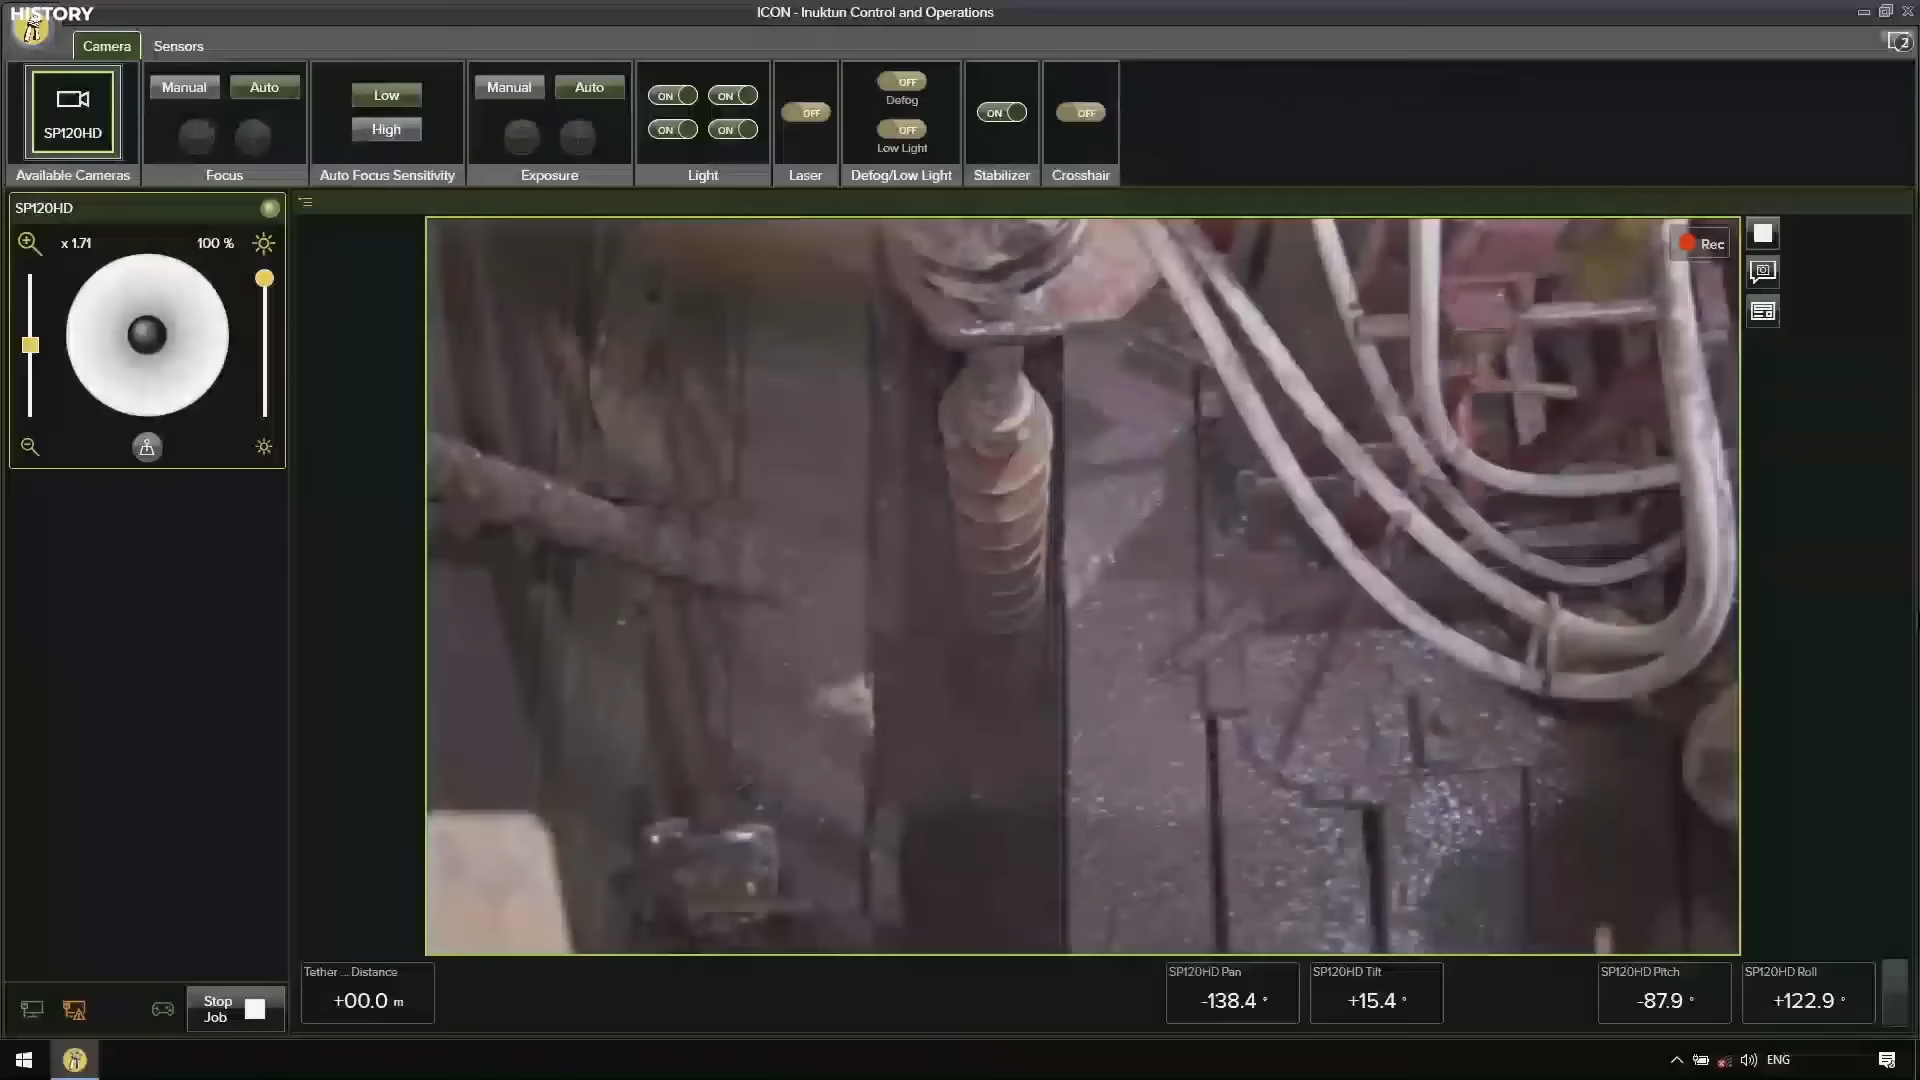 HISTORY
ICON - Inuktun Control and Operations
Camera
Sensors
2
SP120HD
Available Cameras
Manual
Auto
Focus
Low
High
Auto Focus Sensitivity
Manual
Auto
Exposure
ON
ON
ON
ON
Light
OFF
Laser
OFF
Defog
OFF
Low Light
Defog/Low Light
ON
Stabilizer
OFF
Crosshair
SP120HD
x 1.71
100 %
Rec
Stop
Job
Tether ... Distance
+00.0 m
SP120HD Pan
-138.4 °
SP120HD Tilt
+15.4 °
SP120HD Pitch
-87.9 °
SP120HD Roll
+122.9 °
ENG